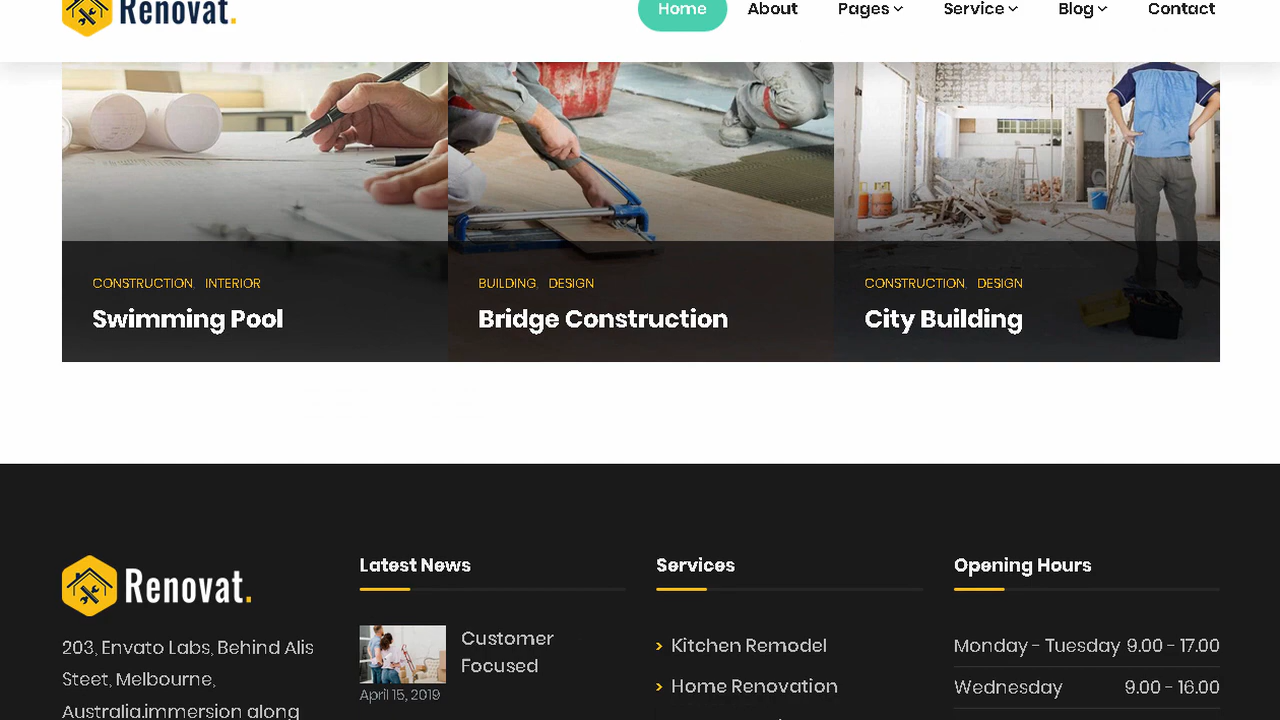 Renovat.
Home About Pages Service Blog Contact
CONSTRUCTION, INTERIOR
Swimming Pool
BUILDING, DESIGN
Bridge Construction
CONSTRUCTION, DESIGN
City Building
Renovat.
203, Envato Labs, Behind Alis
Steet, Melbourne,
Australia.immersion along
Latest News
Customer
Focused
April 15, 2019
Services
Kitchen Remodel
Home Renovation
Opening Hours
Monday - Tuesday 9.00 - 17.00
Wednesday 9.00 - 16.00